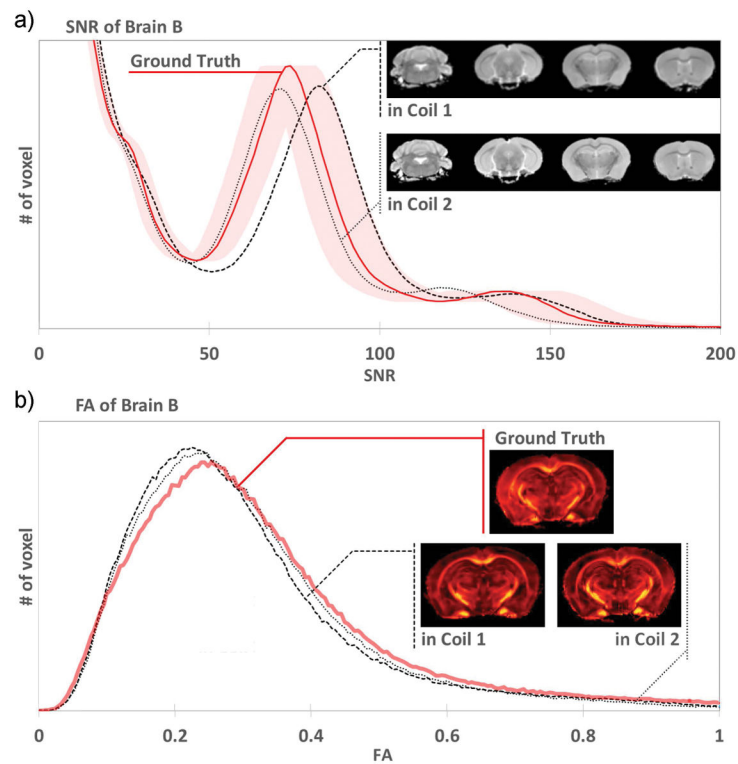 a)
SNR of Brain B
Ground Truth
in Coil 1
in Coil 2
# of voxel
0 50 100 150 200
SNR
b)
FA of Brain B
Ground Truth
in Coil 1 in Coil 2
# of voxel
0 0.2 0.4 0.6 0.8 1
FA